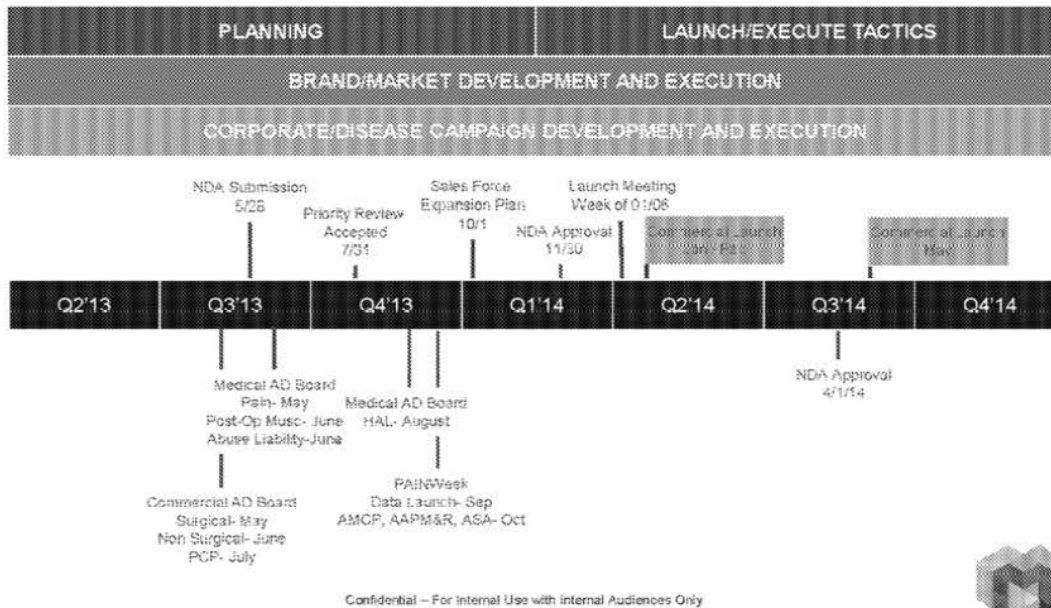 PLANNING
LAUNCH/EXECUTE TACTICS
BRAND/MARKET DEVELOPMENT AND EXECUTION
CORPORATE/DISEASE CAMPAIGN DEVELOPMENT AND EXECUTION
NDA Submission
5/28
Priority Review
Accepted
7/31
Sales Force
Expansion Plan
10/1
NDA Approval
11/30
Launch Meeting
Week of 01/06
Commercial Launch
Jan / Feb
Commercial Launch
May
Q2'13
Q3'13
Q4'13
Q1'14
Q2'14
Q3'14
Q4'14
Medical AD Board
Pain- May
Post-Op Musc- June
Abuse Liability-June
Medical AD Board
HAL- August
NDA Approval
4/1/14
Commercial AD Board
Surgical- May
Non Surgical- June
PCP- July
PAINWeek
Data Launch- Sep
AMCP, AAPM&R, ASA- Oct
Confidential – For Internal Use with Internal Audiences Only